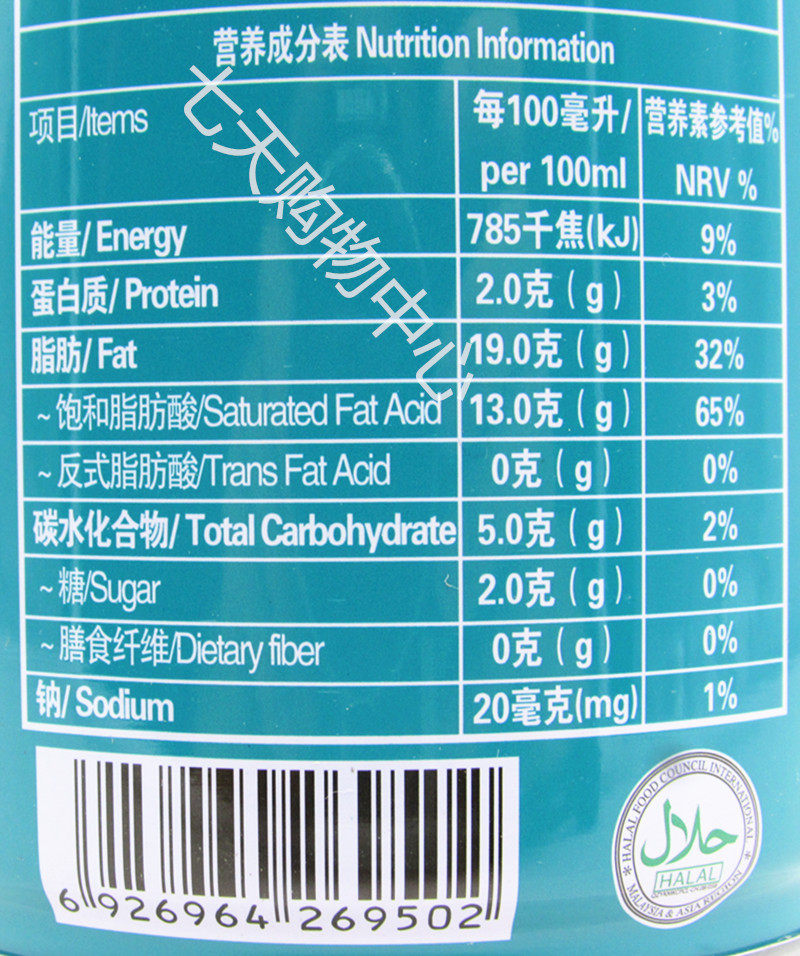 营养成分表 Nutrition Information
项目/Items 每100毫升/ per 100ml 营养素参考值% NRV %
能量/ Energy 785千焦(kJ) 9%
蛋白质/ Protein 2.0克 ( g ) 3%
脂肪/ Fat 19.0克 ( g ) 32%
~ 饱和脂肪酸/Saturated Fat Acid 13.0克 ( g ) 65%
~ 反式脂肪酸/Trans Fat Acid 0克 ( g ) 0%
碳水化合物/ Total Carbohydrate 5.0克 ( g ) 2%
~ 糖/Sugar 2.0克 ( g ) 0%
~ 膳食纤维/Dietary fiber 0克 ( g ) 0%
钠/ Sodium 20毫克(mg) 1%
七天购物中心
6 926964 269502
HALAL FOOD COUNCIL INTERNATIONAL
حلال
HALAL
MALAYSIA & ASIA REGION